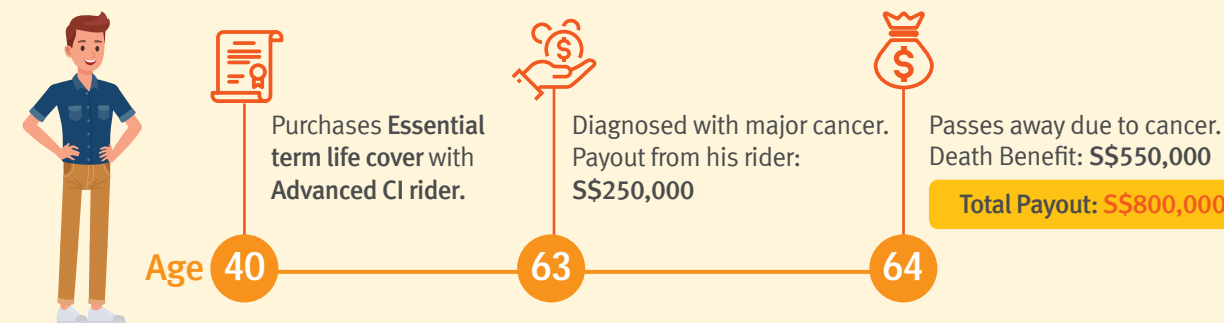 $
$
Purchases Essential
term life cover with
Advanced CI rider.
Diagnosed with major cancer.
Payout from his rider:
S$250,000
Passes away due to cancer.
Death Benefit: S$550,000
Total Payout: S$800,000
Age 40
63
64